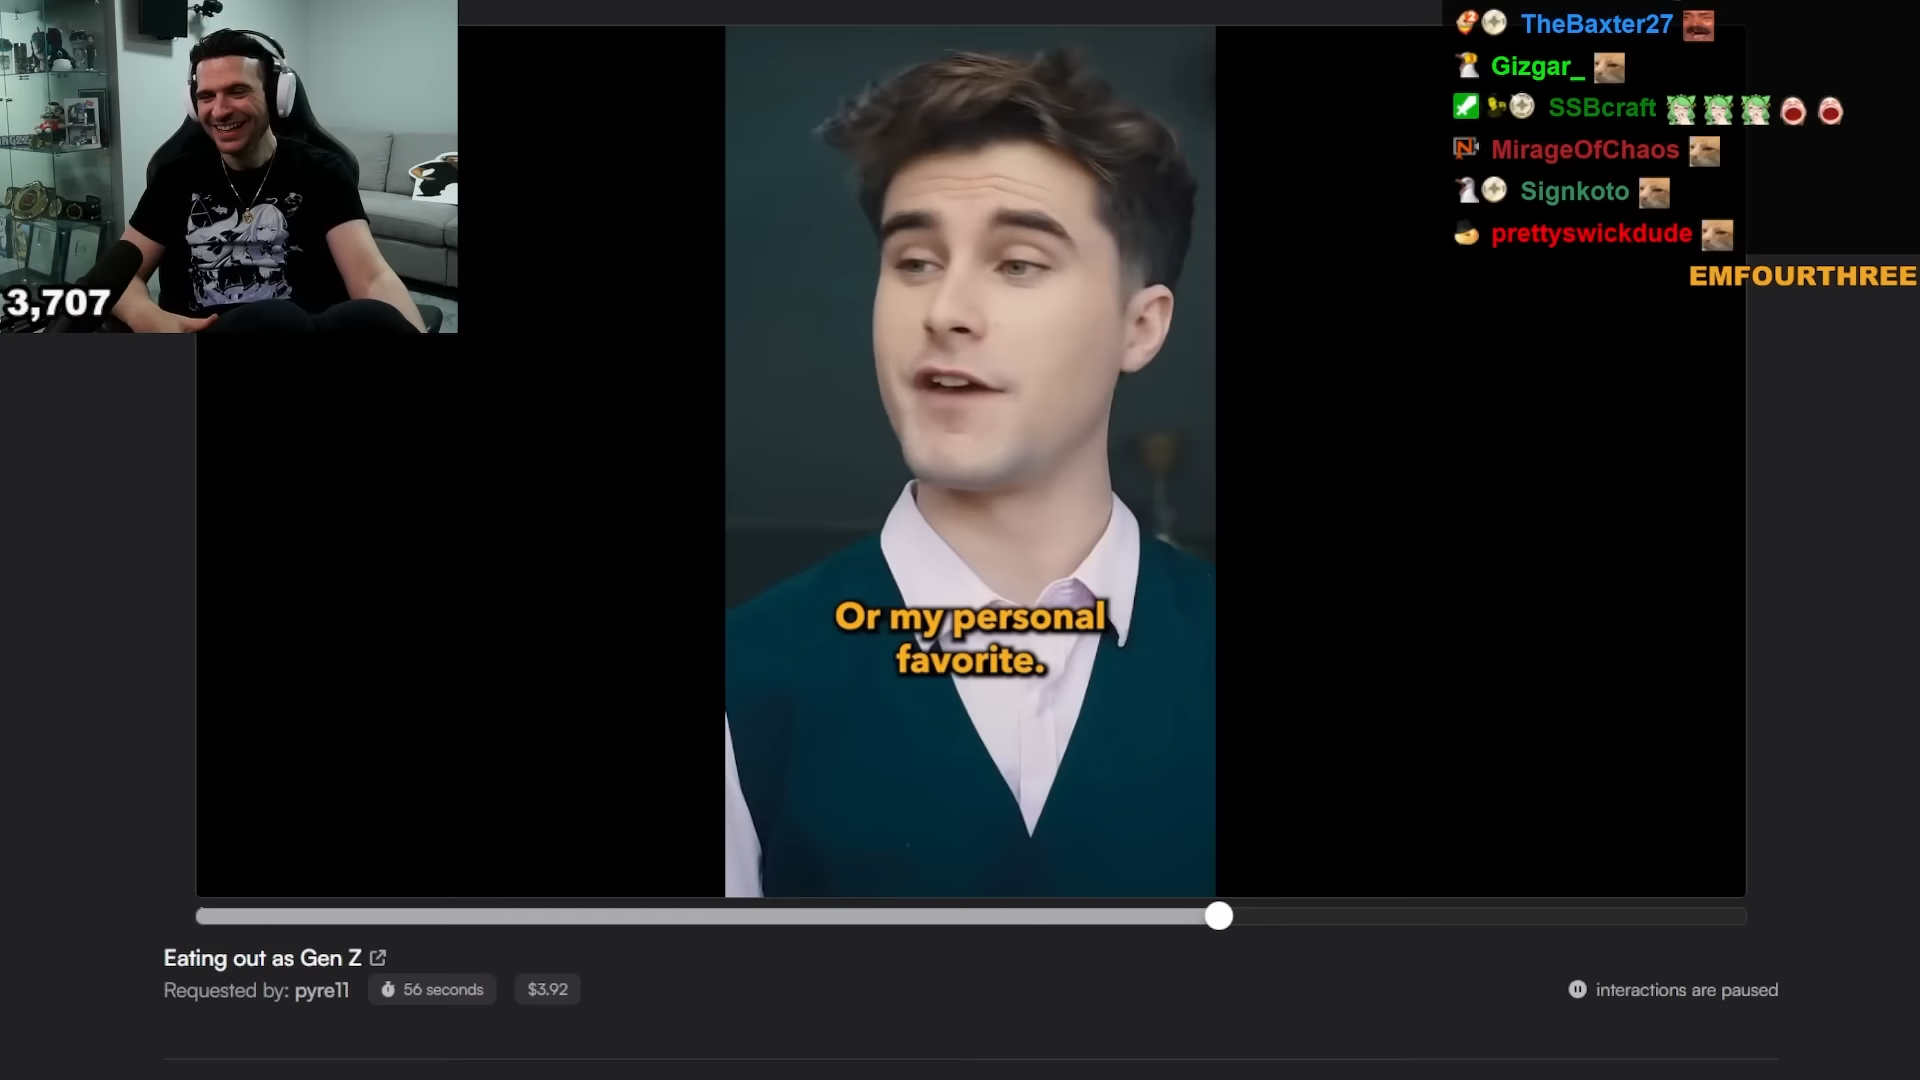 TheBaxter27
Gizgar_
SSBcraft
MirageOfChaos
Signkoto
prettyswickdude
EMFOURTHREE
3,707
Or my personal
favorite.
Eating out as Gen Z
Requested by: pyre11 56 seconds $3.92
interactions are paused